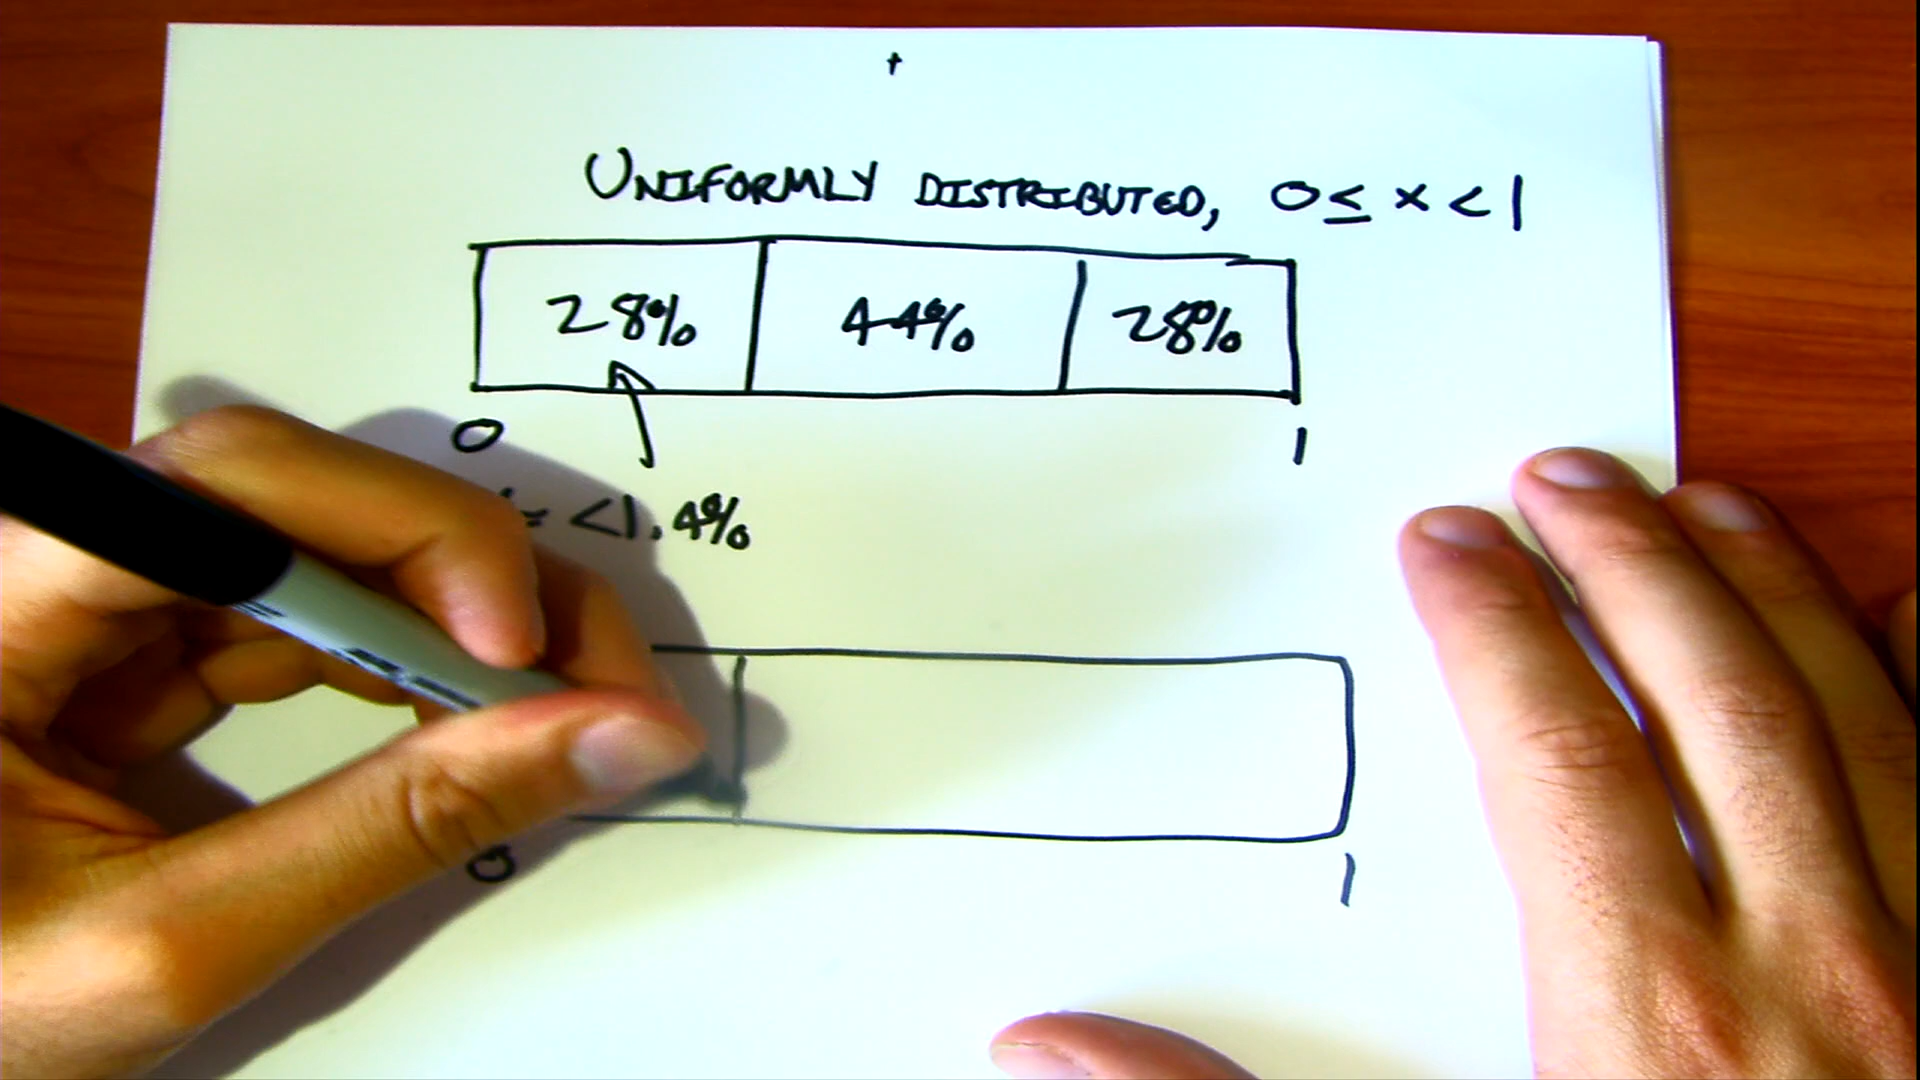 UNIFORMLY DISTRIBUTED, 0 ≤ x < 1
28% 44% 28%
0 1
<1.4%
0 1